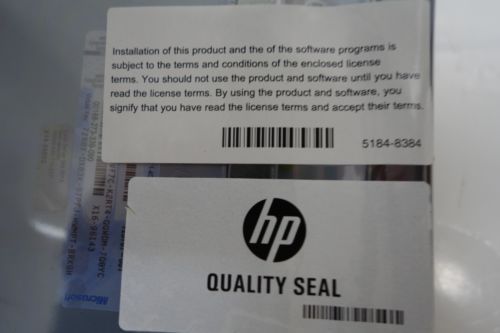 Installation of this product and the of the software programs is
subject to the terms and conditions of the enclosed license
terms. You should not use the product and software until you have
read the license terms. By using the product and software, you
signify that you have read the license terms and accept their terms.
5184-8384
hp
QUALITY SEAL
X16-96143
Microsoft